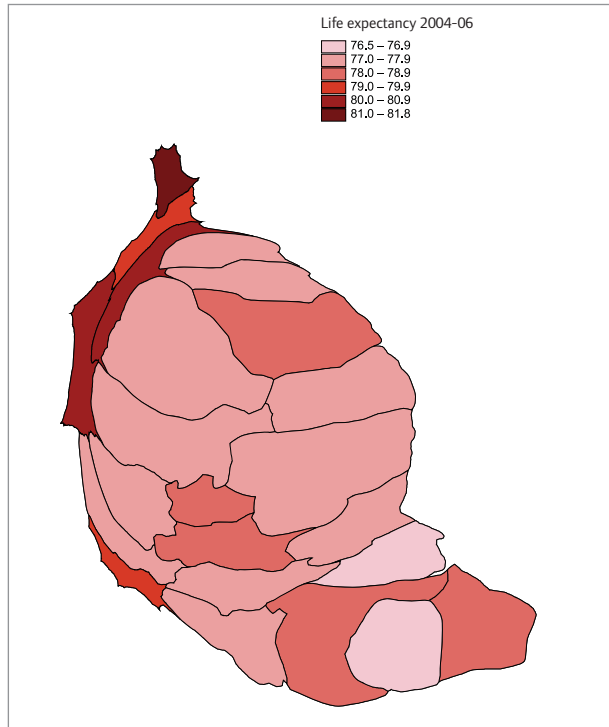 Life expectancy 2004-06
76.5 – 76.9
77.0 – 77.9
78.0 – 78.9
79.0 – 79.9
80.0 – 80.9
81.0 – 81.8